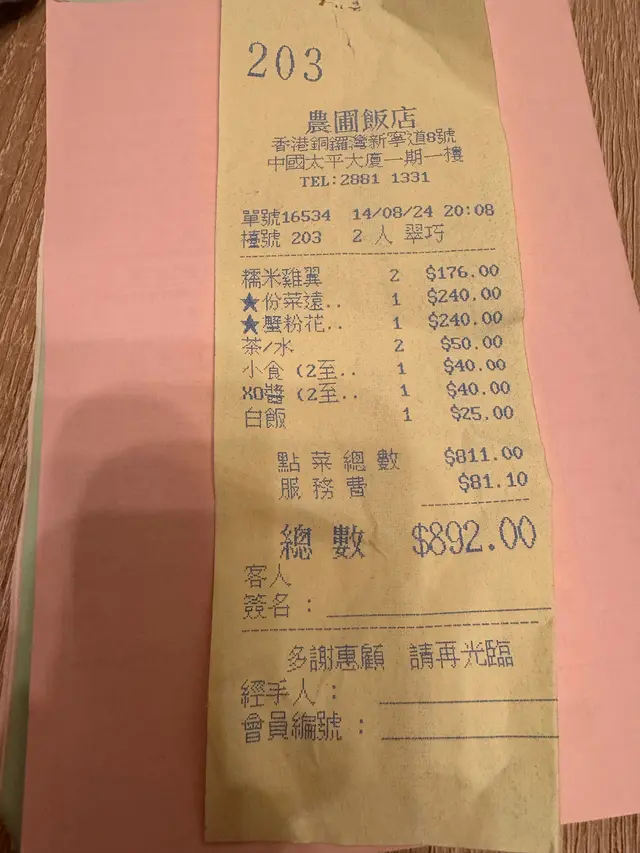 203
農圃飯店
香港銅鑼灣新寧道8號
中國太平大廈一期一樓
TEL:2881 1331
單號16534 14/08/24 20:08
檯號 203 2 人 翠巧
糯米雞翼 2 $176.00
★份菜遠.. 1 $240.00
★蟹粉花.. 1 $240.00
茶/水 2 $50.00
小食 (2至.. 1 $40.00
XO醬 (2至.. 1 $40.00
白飯 1 $25.00
點菜總數 $811.00
服務費 $81.10
總數 $892.00
客人
簽名：
多謝惠顧 請再光臨
經手人：
會員編號：